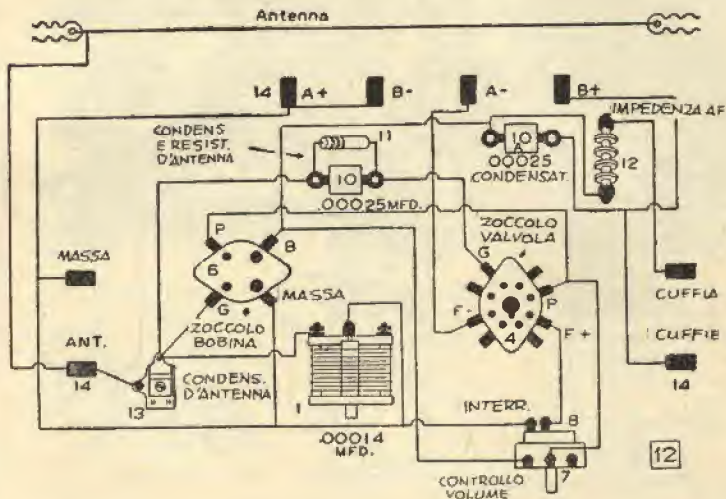 Antenna
14 A+ B- A- B+
IMPEDENZA AF
CONDENS
E RESIST.
D'ANTENNA
11
10
.00025 MFD.
10
A
.00025
CONDENSAT.
12
P
B
6
G
MASSA
ZOCCOLO
BOBINA
ZOCCOLO
VALVOLA
G
P
F-
F+
4
MASSA
CUFFIA
ANT.
14
CUFFIE
14
13
CONDENS.
D'ANTENNA
1
.00014
MFD.
INTERR.
8
7
CONTROLLO
VOLUME
12